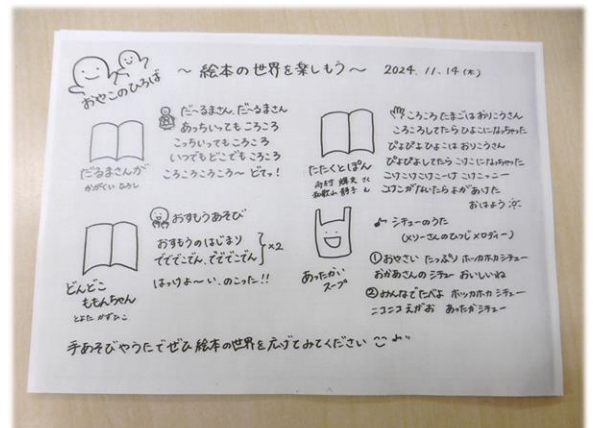 おやこのひろば
～ 絵本の世界を楽しもう ～ 2024.11.14(木)
だるまさんが
かがくい ひろし
だ～るまさん、だ～るまさん
あっちいっても ころころ
こっちいっても ころころ
いつでもどこでも ころころ
ころころころころ～ どてっ!
たたくとぽん
和歌山 静子 え
ころころ たまごは おりこうさん
ころころしてたら ひよこになっちゃった
ぴよぴよ ひよこは おりこうさん
ぴよぴよしてたら こけこになっちゃった
こけこがないたら よがあけた
おはよう
どんどこ
ももんちゃん
とよた かずひこ
おすもうあそび
おすもうのはじまり
でででこでん、でででこでん ×2
はっけよ～い、のこった!!
あったかい
スープ
♪ シチューのうた
(メリーさんのひつじ メロディー)
① おやさい たっぷり ホッカホカシチュー
おかあさんの シチュー おいしいね
② みんなでたべよ ホッカホカ シチュー
ニコニコ えがお あったか シチュー
手あそびやうたでぜひ絵本の世界を広げてみてください